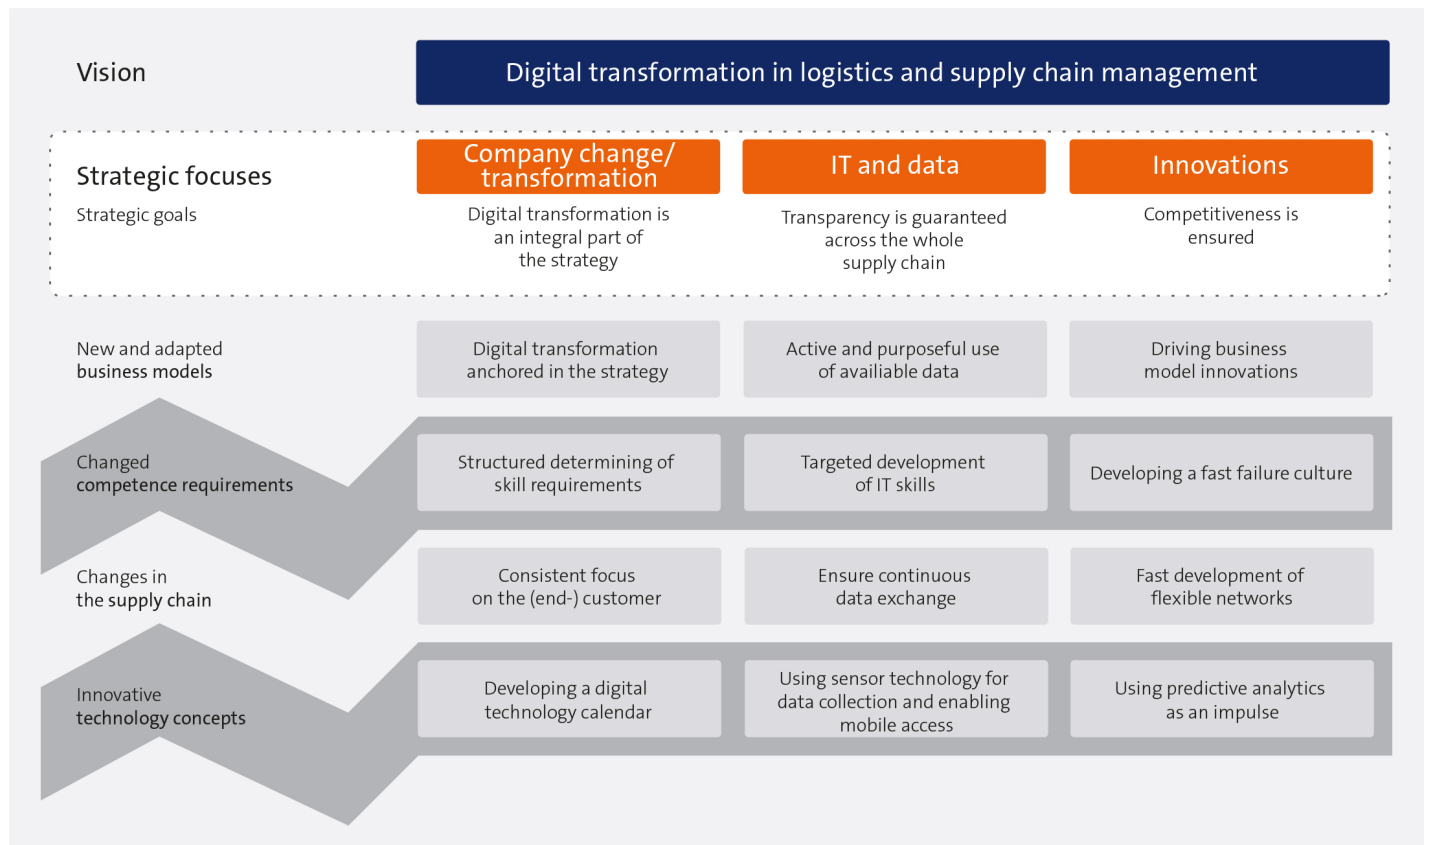 Vision
Digital transformation in logistics and supply chain management
Strategic focuses
Strategic goals
Company change/
transformation
Digital transformation is
an integral part of
the strategy
IT and data
Transparency is guaranteed
across the whole
supply chain
Innovations
Competitiveness is
ensured
New and adapted
business models
Digital transformation
anchored in the strategy
Active and purposeful use
of availiable data
Driving business
model innovations
Changed
competence requirements
Structured determining of
skill requirements
Targeted development
of IT skills
Developing a fast failure culture
Changes in
the supply chain
Consistent focus
on the (end-) customer
Ensure continuous
data exchange
Fast development of
flexible networks
Innovative
technology concepts
Developing a digital
technology calendar
Using sensor technology for
data collection and enabling
mobile access
Using predictive analytics
as an impulse